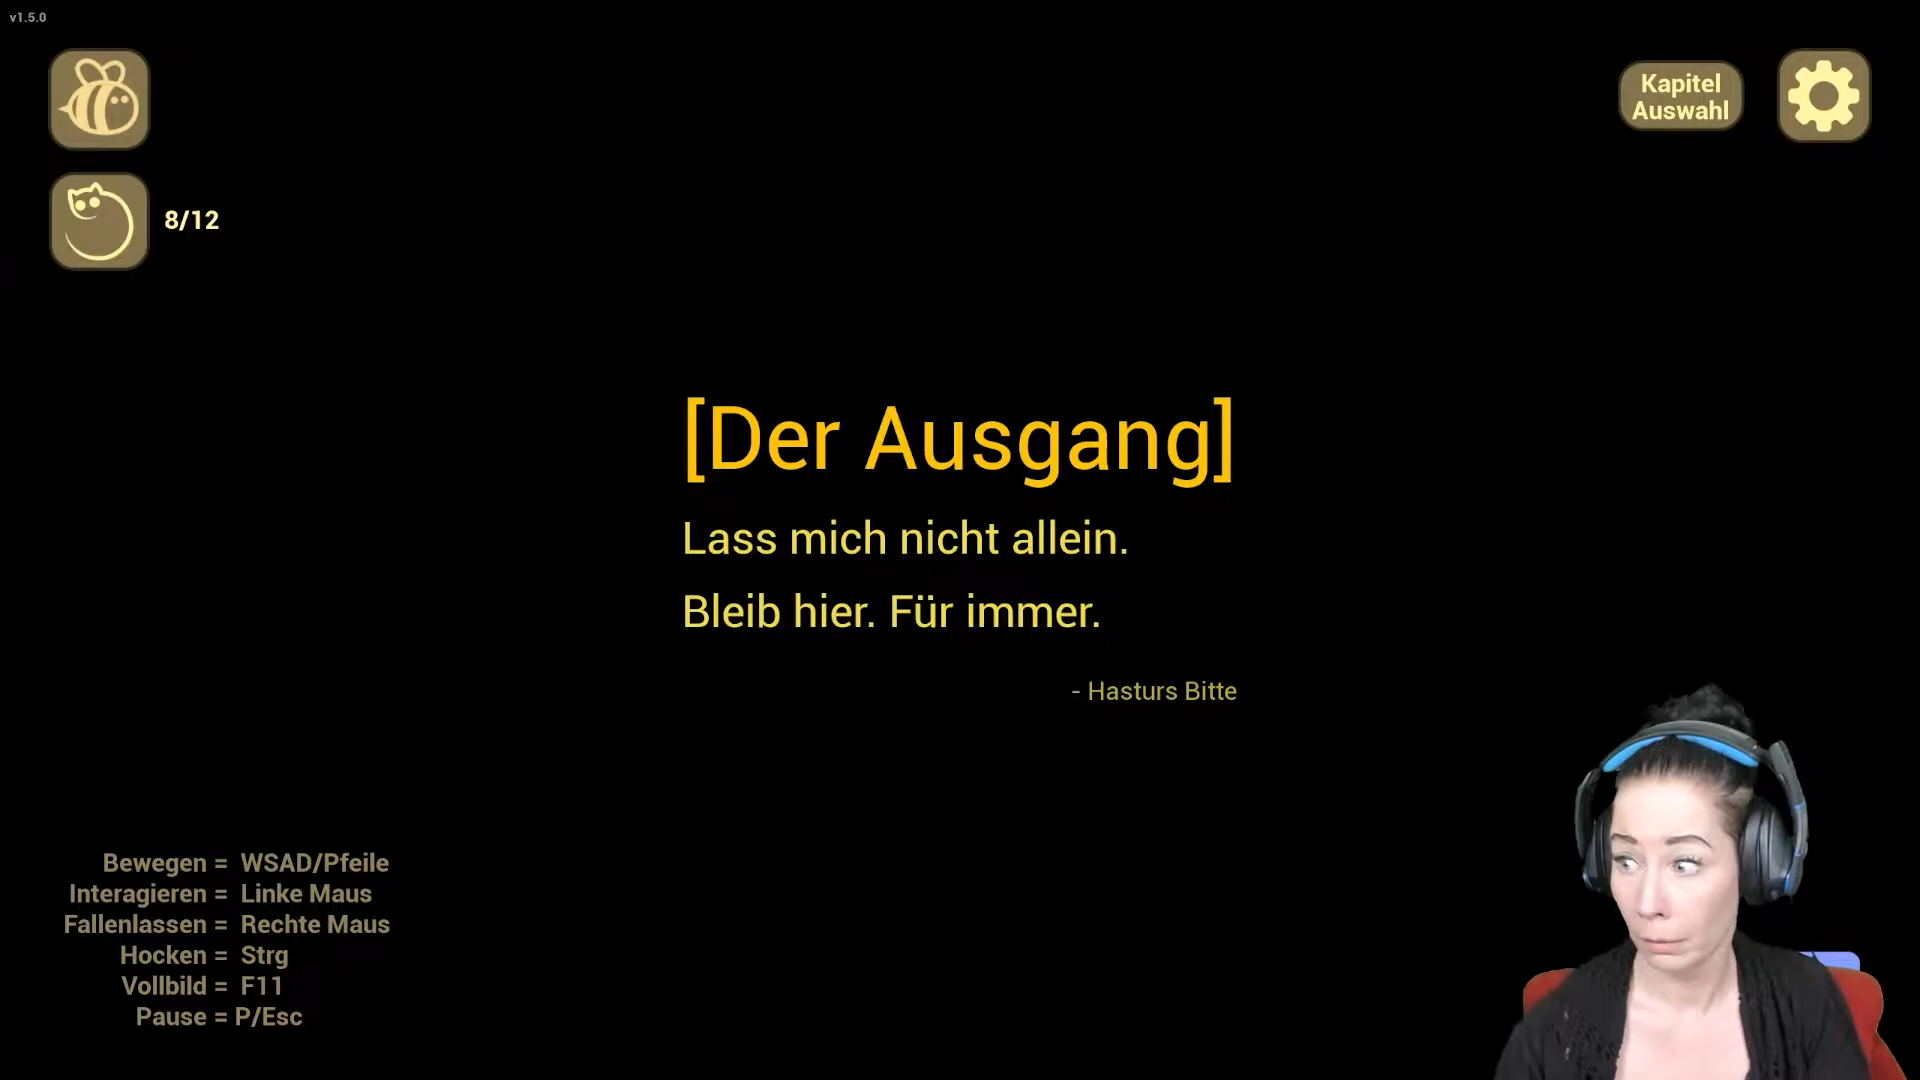 v1.5.0
Kapitel
Auswahl
8/12
[Der Ausgang]
Lass mich nicht allein.
Bleib hier. Für immer.
- Hasturs Bitte
Bewegen = WSAD/Pfeile
Interagieren = Linke Maus
Fallenlassen = Rechte Maus
Hocken = Strg
Vollbild = F11
Pause = P/Esc